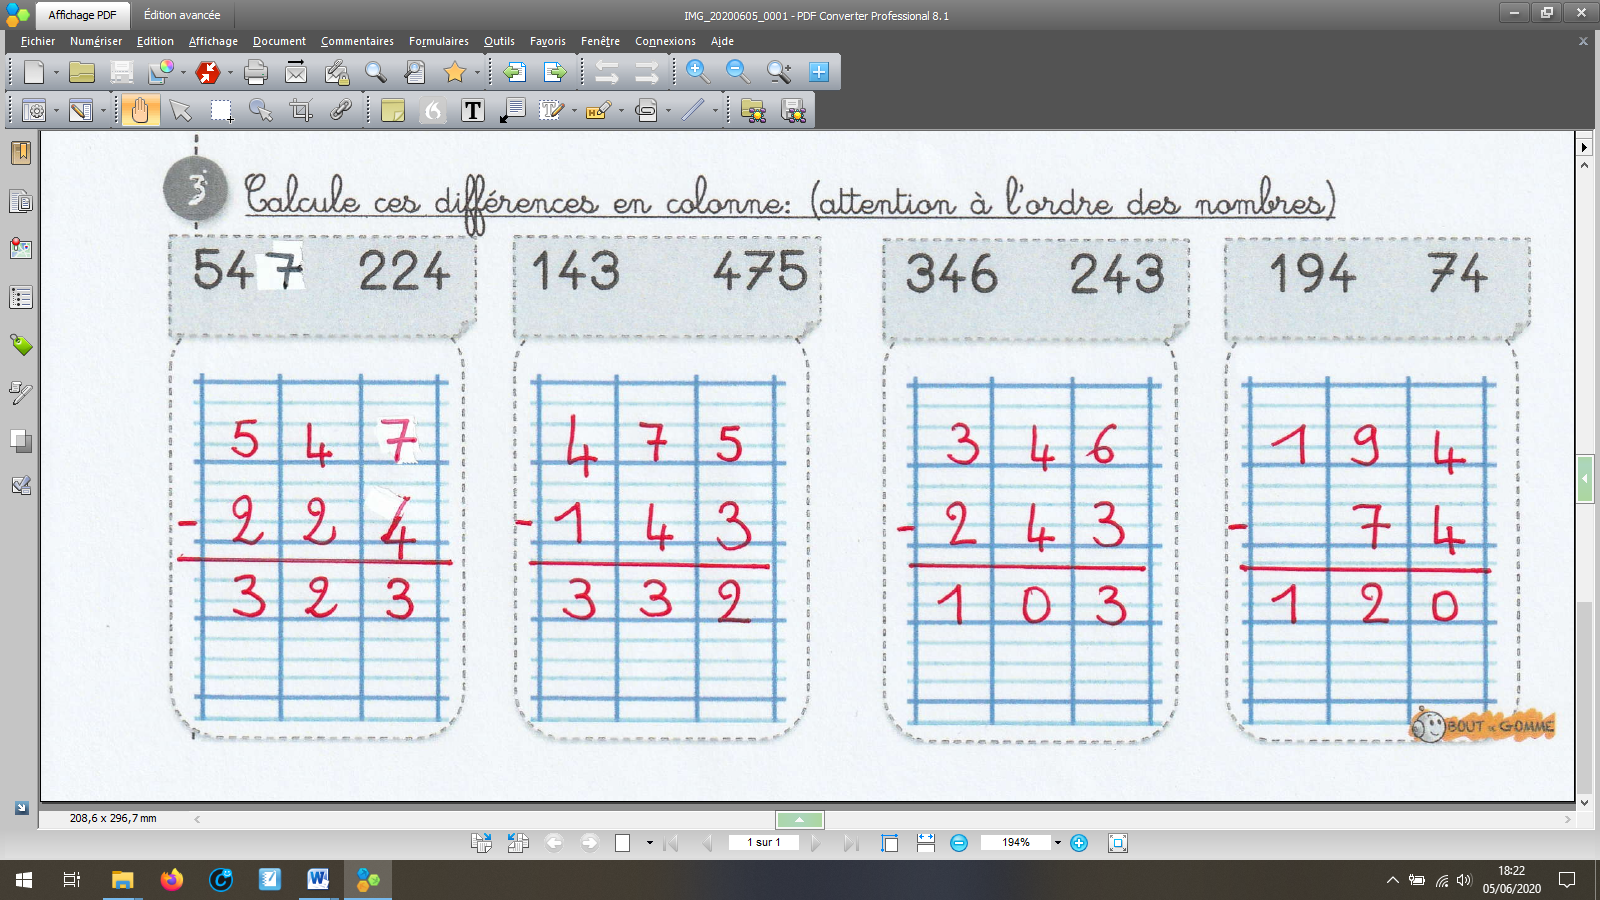 Affichage PDF Édition avancée IMG_20200605_0001 - PDF Converter Professional 8.1
Fichier Numériser Edition Affichage Document Commentaires Formulaires Outils Favoris Fenêtre Connexions Aide
3 Calcule ces différences en colonne: (attention à l'ordre des nombres)
547 224 143 475 346 243 194 74
5 4 7 4 7 5 3 4 6 1 9 4
- 2 2 4 - 1 4 3 - 2 4 3 - 7 4
3 2 3 3 3 2 1 0 3 1 2 0
BOUT DE GOMME
208,6 x 296,7 mm
1 sur 1 194%
18:22
05/06/2020